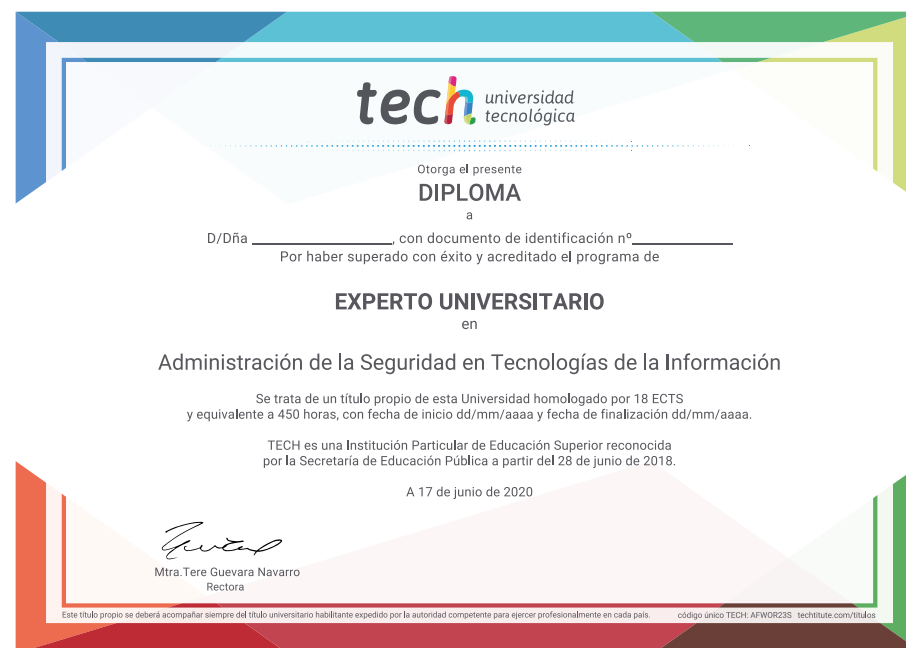 tech universidad
tecnológica
Otorga el presente
DIPLOMA
a
D/Dña ____________________, con documento de identificación nº______________
Por haber superado con éxito y acreditado el programa de
EXPERTO UNIVERSITARIO
en
Administración de la Seguridad en Tecnologías de la Información
Se trata de un título propio de esta Universidad homologado por 18 ECTS
y equivalente a 450 horas, con fecha de inicio dd/mm/aaaa y fecha de finalización dd/mm/aaaa.
TECH es una Institución Particular de Educación Superior reconocida
por la Secretaría de Educación Pública a partir del 28 de junio de 2018.
A 17 de junio de 2020
Mtra.Tere Guevara Navarro
Rectora
Este título propio se deberá acompañar siempre del título universitario habilitante expedido por la autoridad competente para ejercer profesionalmente en cada país. código único TECH: AFWOR23S techtitute.com/titulos